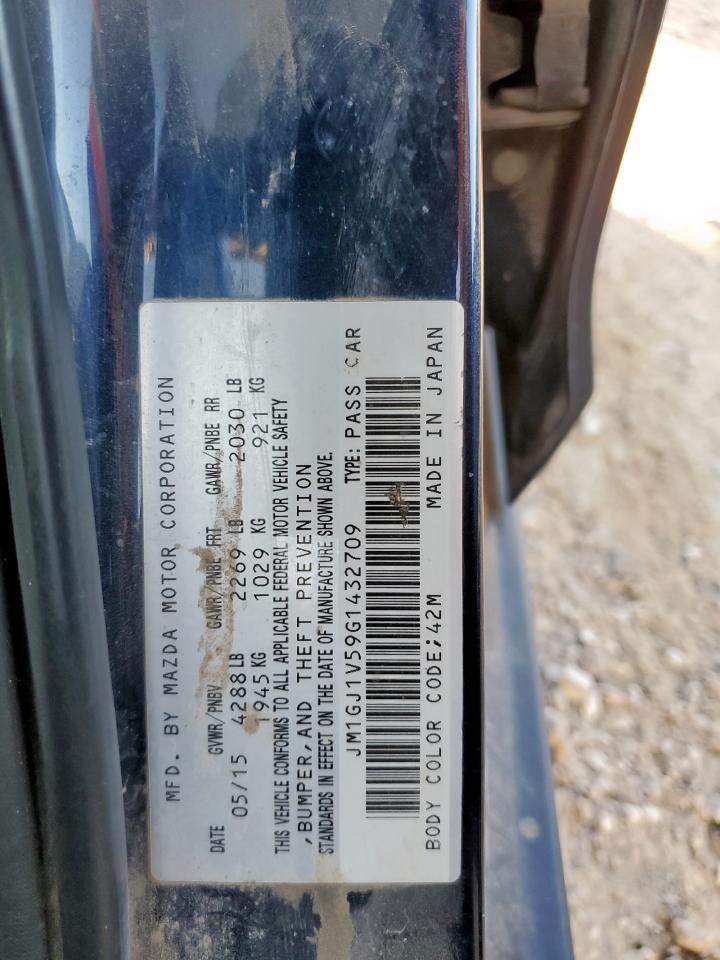 MFD. BY MAZDA MOTOR CORPORATION
DATE GVWR/PNBV GAWR/PNBE FRT GAWR/PNBE RR
05/15 4288 LB 2269 LB 2030 LB
1945 KG 1029 KG 921 KG
THIS VEHICLE CONFORMS TO ALL APPLICABLE FEDERAL MOTOR VEHICLE SAFETY
,BUMPER,AND THEFT PREVENTION
STANDARDS IN EFFECT ON THE DATE OF MANUFACTURE SHOWN ABOVE.
JM1GJ1V59G1432709 TYPE: PASS CAR
BODY COLOR CODE;42M MADE IN JAPAN